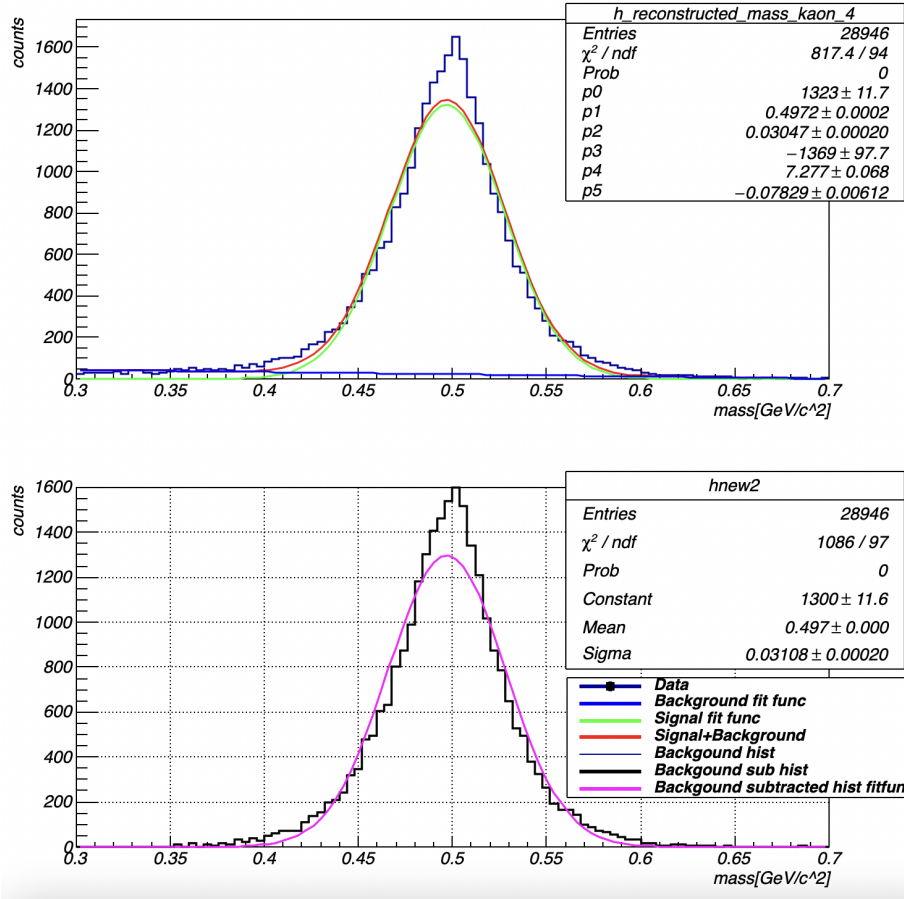 h_reconstructed_mass_kaon_4
Entries 28946
χ² / ndf 817.4 / 94
Prob 0
p0 1323 ± 11.7
p1 0.4972 ± 0.0002
p2 0.03047 ± 0.00020
p3 −1369 ± 97.7
p4 7.277 ± 0.068
p5 −0.07829 ± 0.00612
counts
1600
1400
1200
1000
800
600
400
200
0
0.3 0.35 0.4 0.45 0.5 0.55 0.6 0.65 0.7
mass[GeV/c^2]
hnew2
Entries 28946
χ² / ndf 1086 / 97
Prob 0
Constant 1300 ± 11.6
Mean 0.497 ± 0.000
Sigma 0.03108 ± 0.00020
Data
Background fit func
Signal fit func
Signal+Background
Backgound hist
Backgound sub hist
Backgound subtracted hist fitfun
counts
1600
1400
1200
1000
800
600
400
200
0
0.3 0.35 0.4 0.45 0.5 0.55 0.6 0.65 0.7
mass[GeV/c^2]